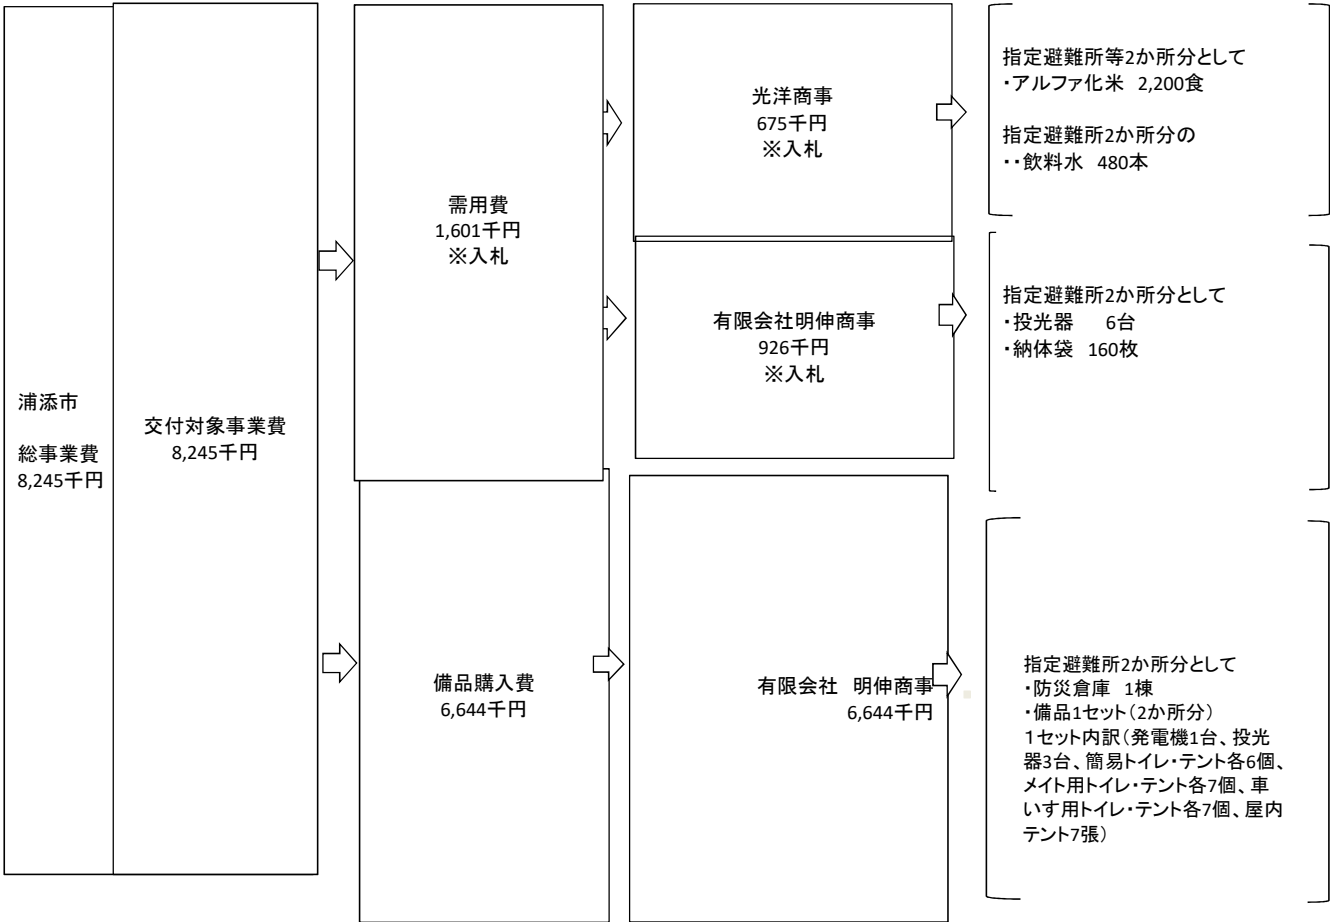 浦添市
総事業費
8,245千円
交付対象事業費
8,245千円
需用費
1,601千円
※入札
光洋商事
675千円
※入札
指定避難所等2か所分として
・アルファ化米 2,200食
指定避難所2か所分の
・・飲料水 480本
有限会社明伸商事
926千円
※入札
指定避難所2か所分として
・投光器 6台
・納体袋 160枚
備品購入費
6,644千円
有限会社 明伸商事
6,644千円
指定避難所2か所分として
・防災倉庫 1棟
・備品1セット（2か所分）
1セット内訳（発電機1台、投光
器3台、簡易トイレ・テント各6個、
メイト用トイレ・テント各7個、車
いす用トイレ・テント各7個、屋内
テント7張）